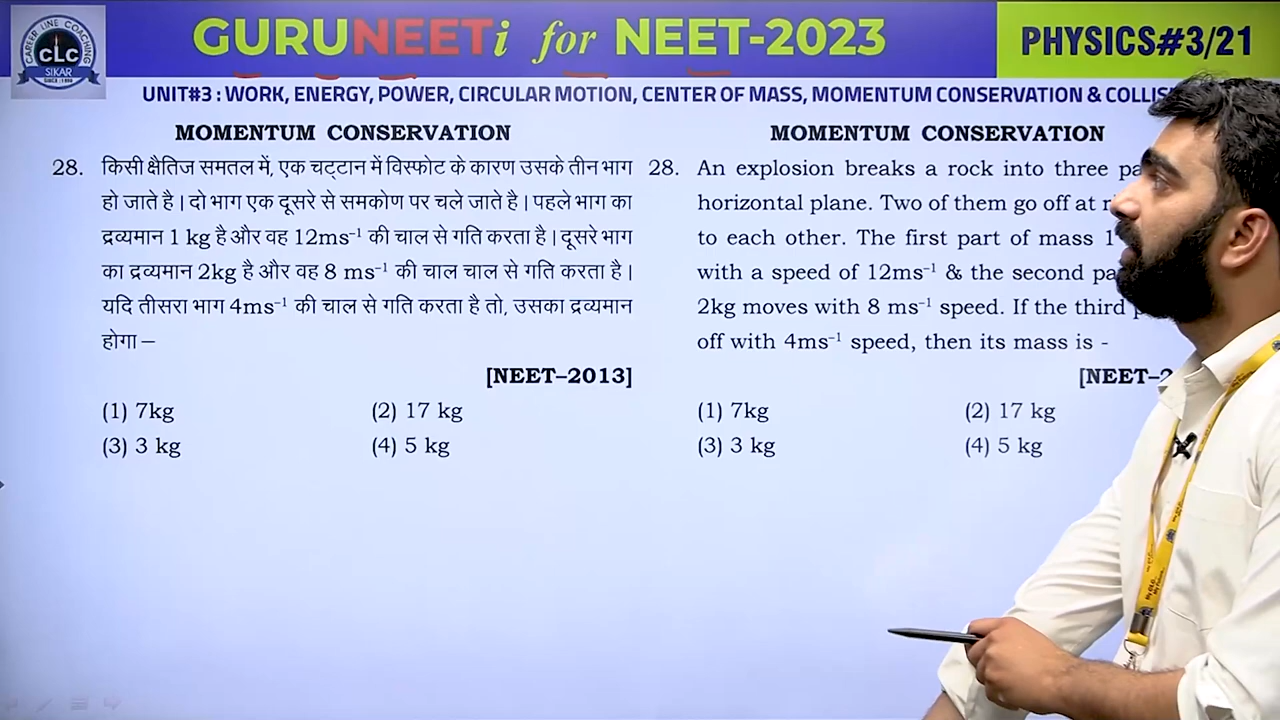 CAREER LINE COACHING
CLC
SIKAR
SINCE : 1996
GURUNEETi for NEET-2023
PHYSICS#3/21
UNIT#3 : WORK, ENERGY, POWER, CIRCULAR MOTION, CENTER OF MASS, MOMENTUM CONSERVATION &
MOMENTUM CONSERVATION
28. किसी क्षैतिज समतल में, एक चट्टान में विस्फोट के कारण उसके तीन भाग
हो जाते है। दो भाग एक दूसरे से समकोण पर चले जाते है। पहले भाग का
द्रव्यमान 1 kg है और वह 12ms⁻¹ की चाल से गति करता है। दूसरे भाग
का द्रव्यमान 2kg है और वह 8 ms⁻¹ की चाल चाल से गति करता है।
यदि तीसरा भाग 4ms⁻¹ की चाल से गति करता है तो, उसका द्रव्यमान
होगा –
[NEET–2013]
(1) 7kg (2) 17 kg
(3) 3 kg (4) 5 kg
MOMENTUM CONSERVATION
28. An explosion breaks a rock into three
horizontal plane. Two of them go off at
to each other. The first part of mass 1
with a speed of 12ms⁻¹ & the second
2kg moves with 8 ms⁻¹ speed. If the third
off with 4ms⁻¹ speed, then its mass is -
[NEET–2
(1) 7kg (2) 17 kg
(3) 3 kg (4) 5 kg